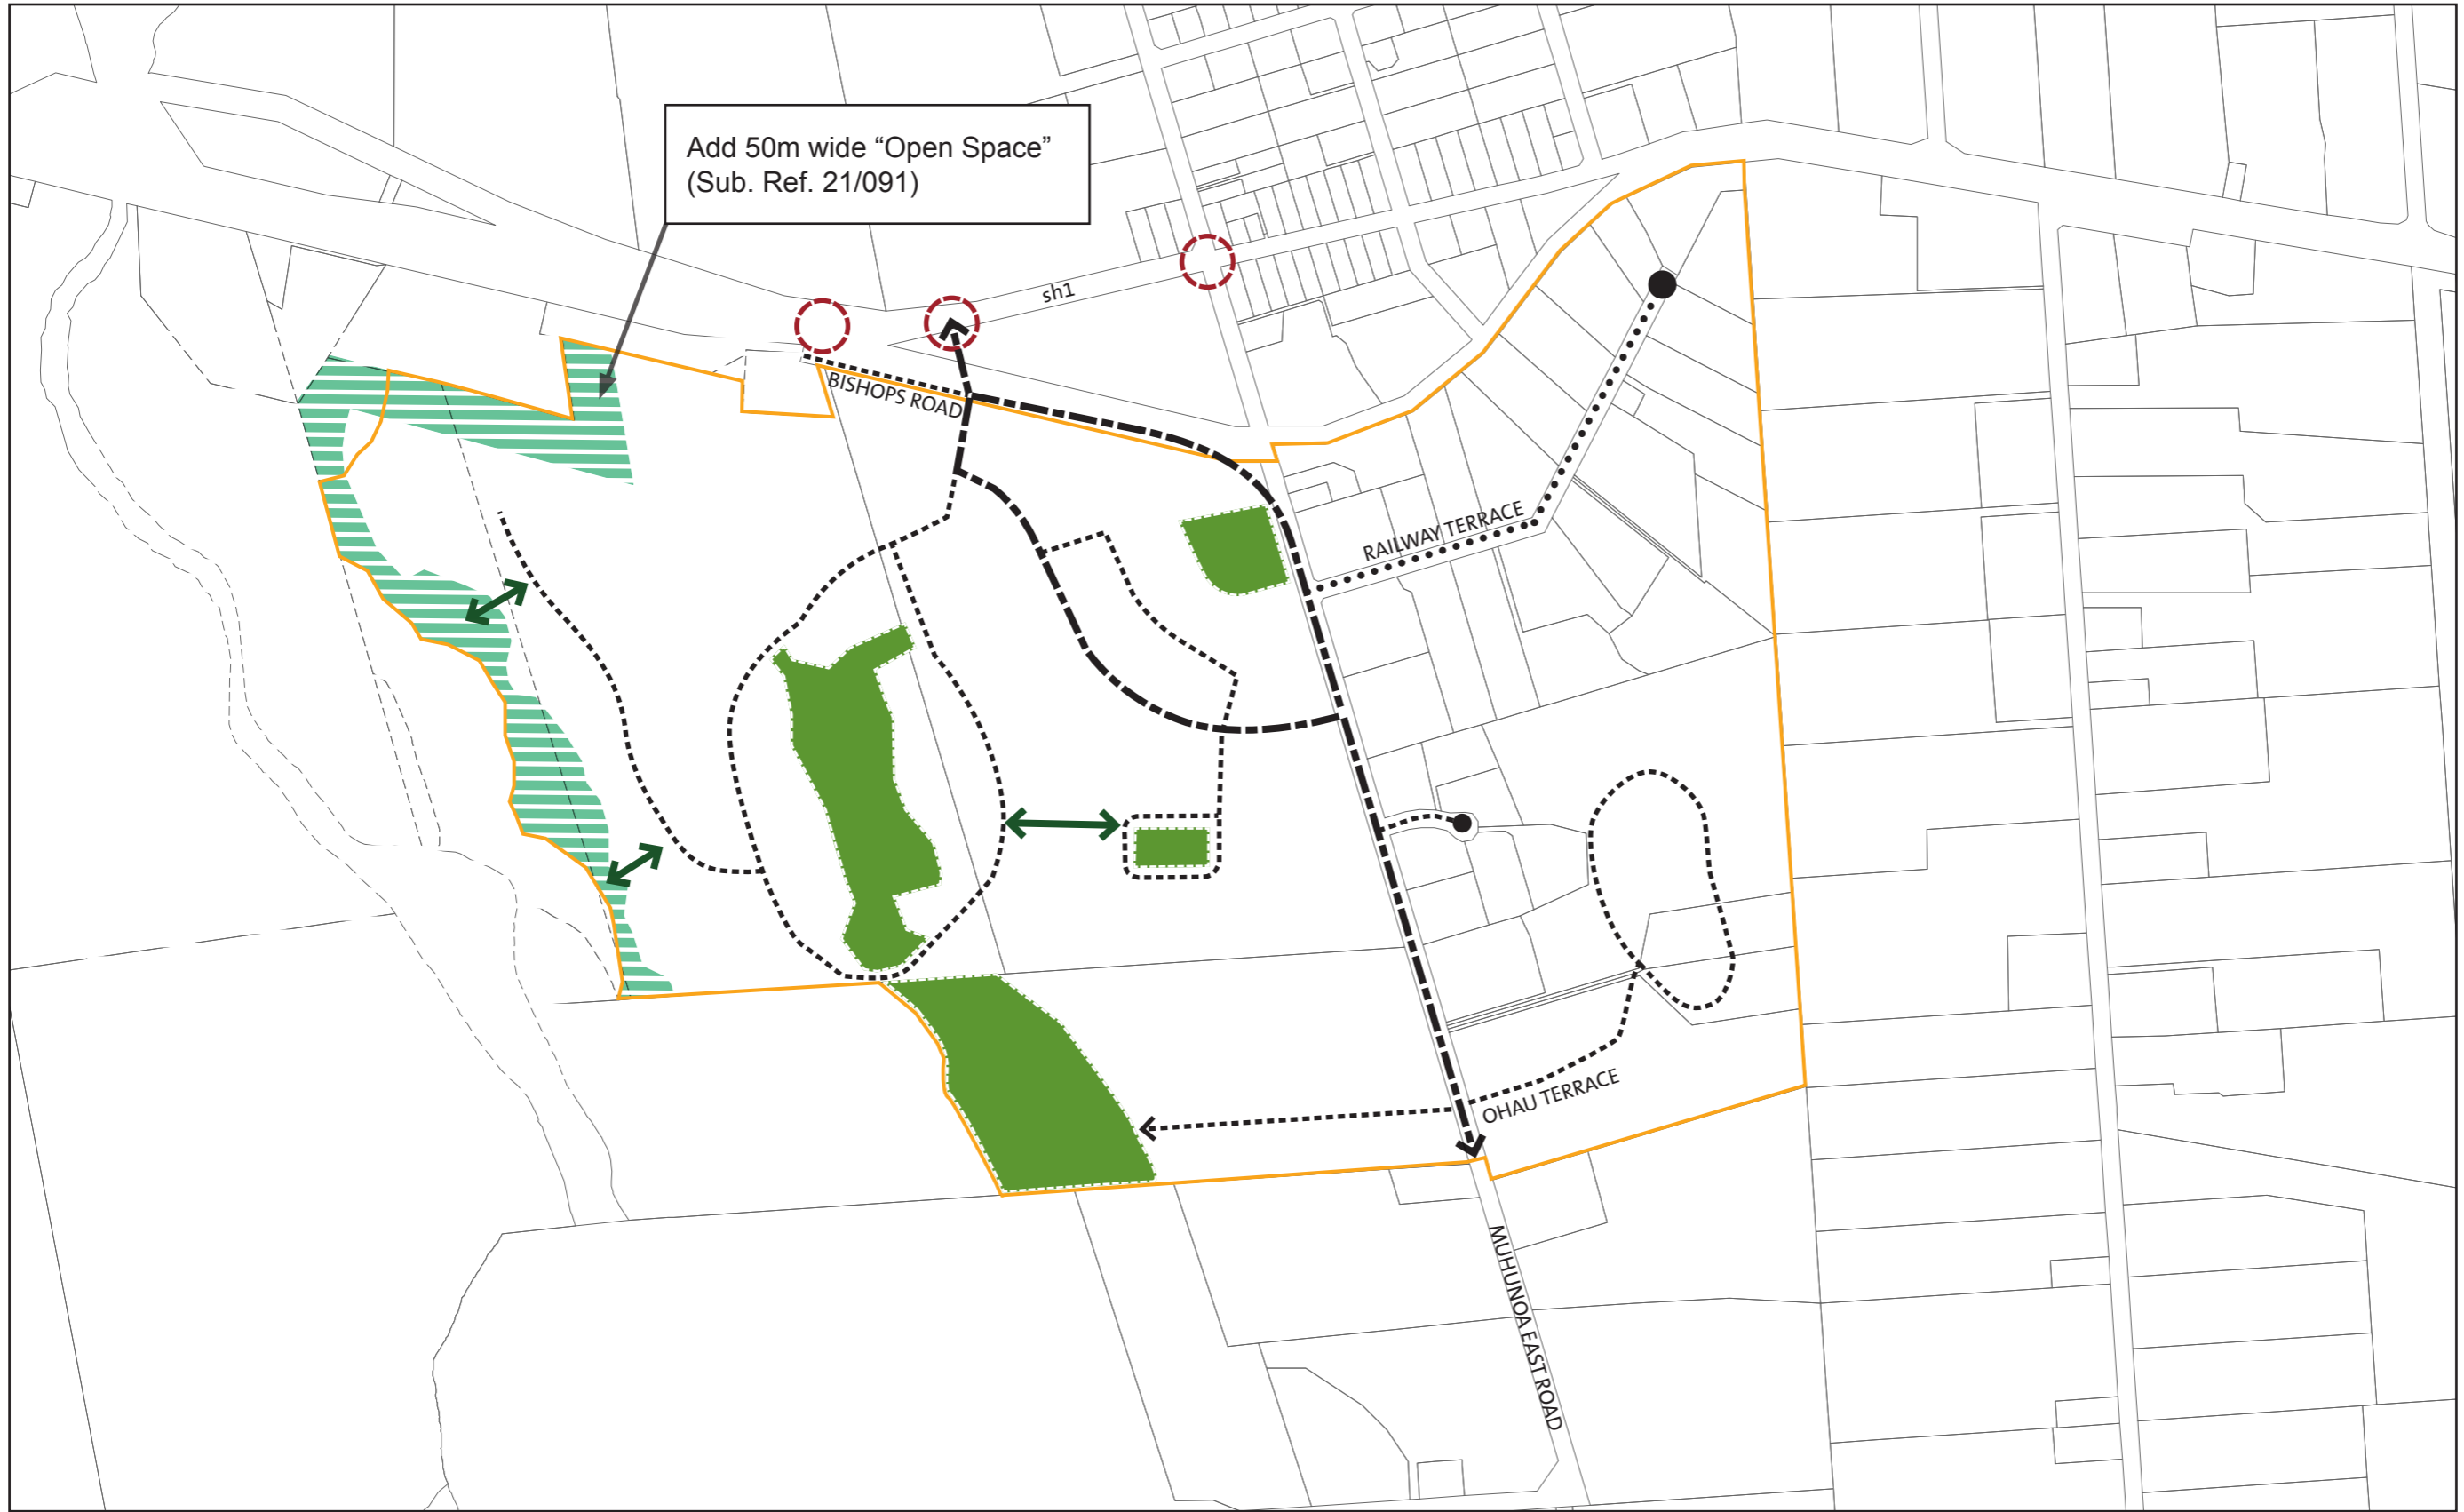 Add 50m wide “Open Space”
(Sub. Ref. 21/091)
sh1
BISHOPS ROAD
RAILWAY TERRACE
OHAU TERRACE
MUHUNOA EAST ROAD